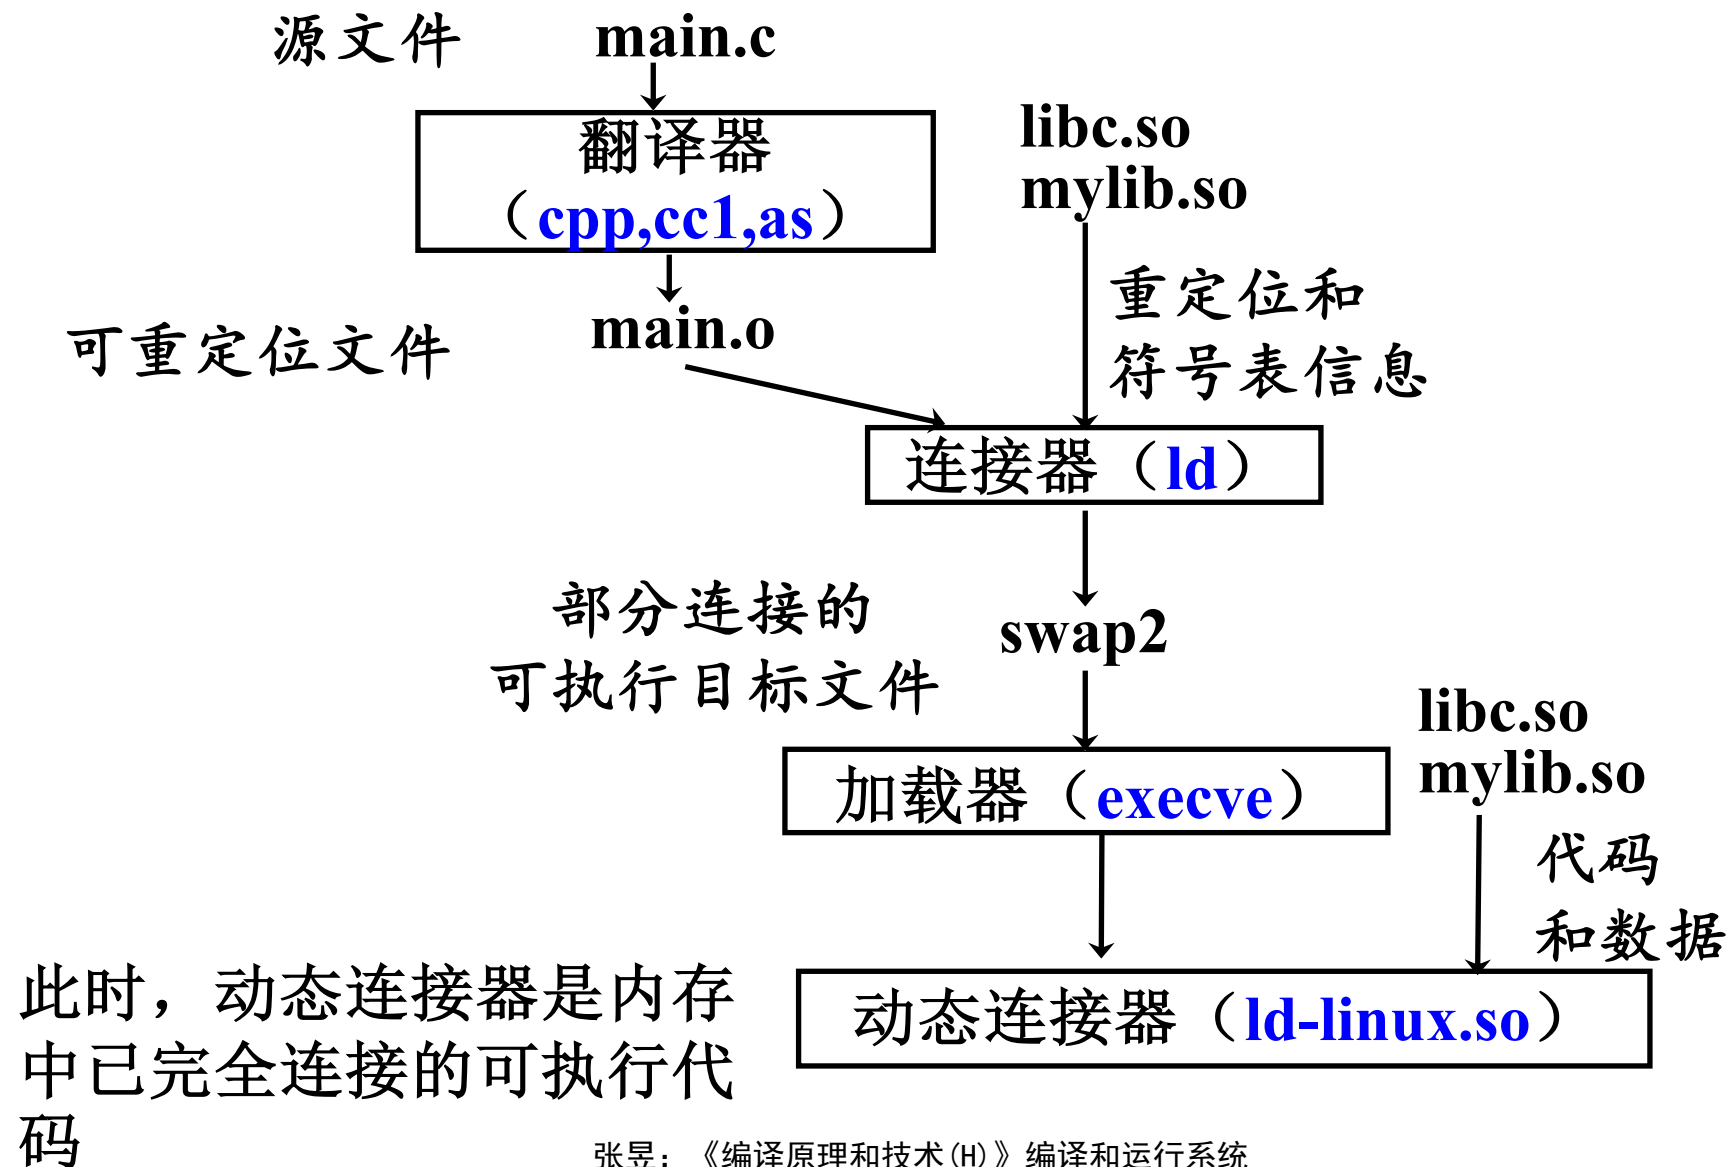 源文件
main.c
翻译器
（cpp,cc1,as）
libc.so
mylib.so
重定位和
符号表信息
可重定位文件
main.o
连接器（ld）
部分连接的
可执行目标文件
swap2
加载器（execve）
libc.so
mylib.so
代码
和数据
动态连接器（ld-linux.so）
此时，动态连接器是内存
中已完全连接的可执行代
码
张昱：《编译原理和技术(H)》编译和运行系统